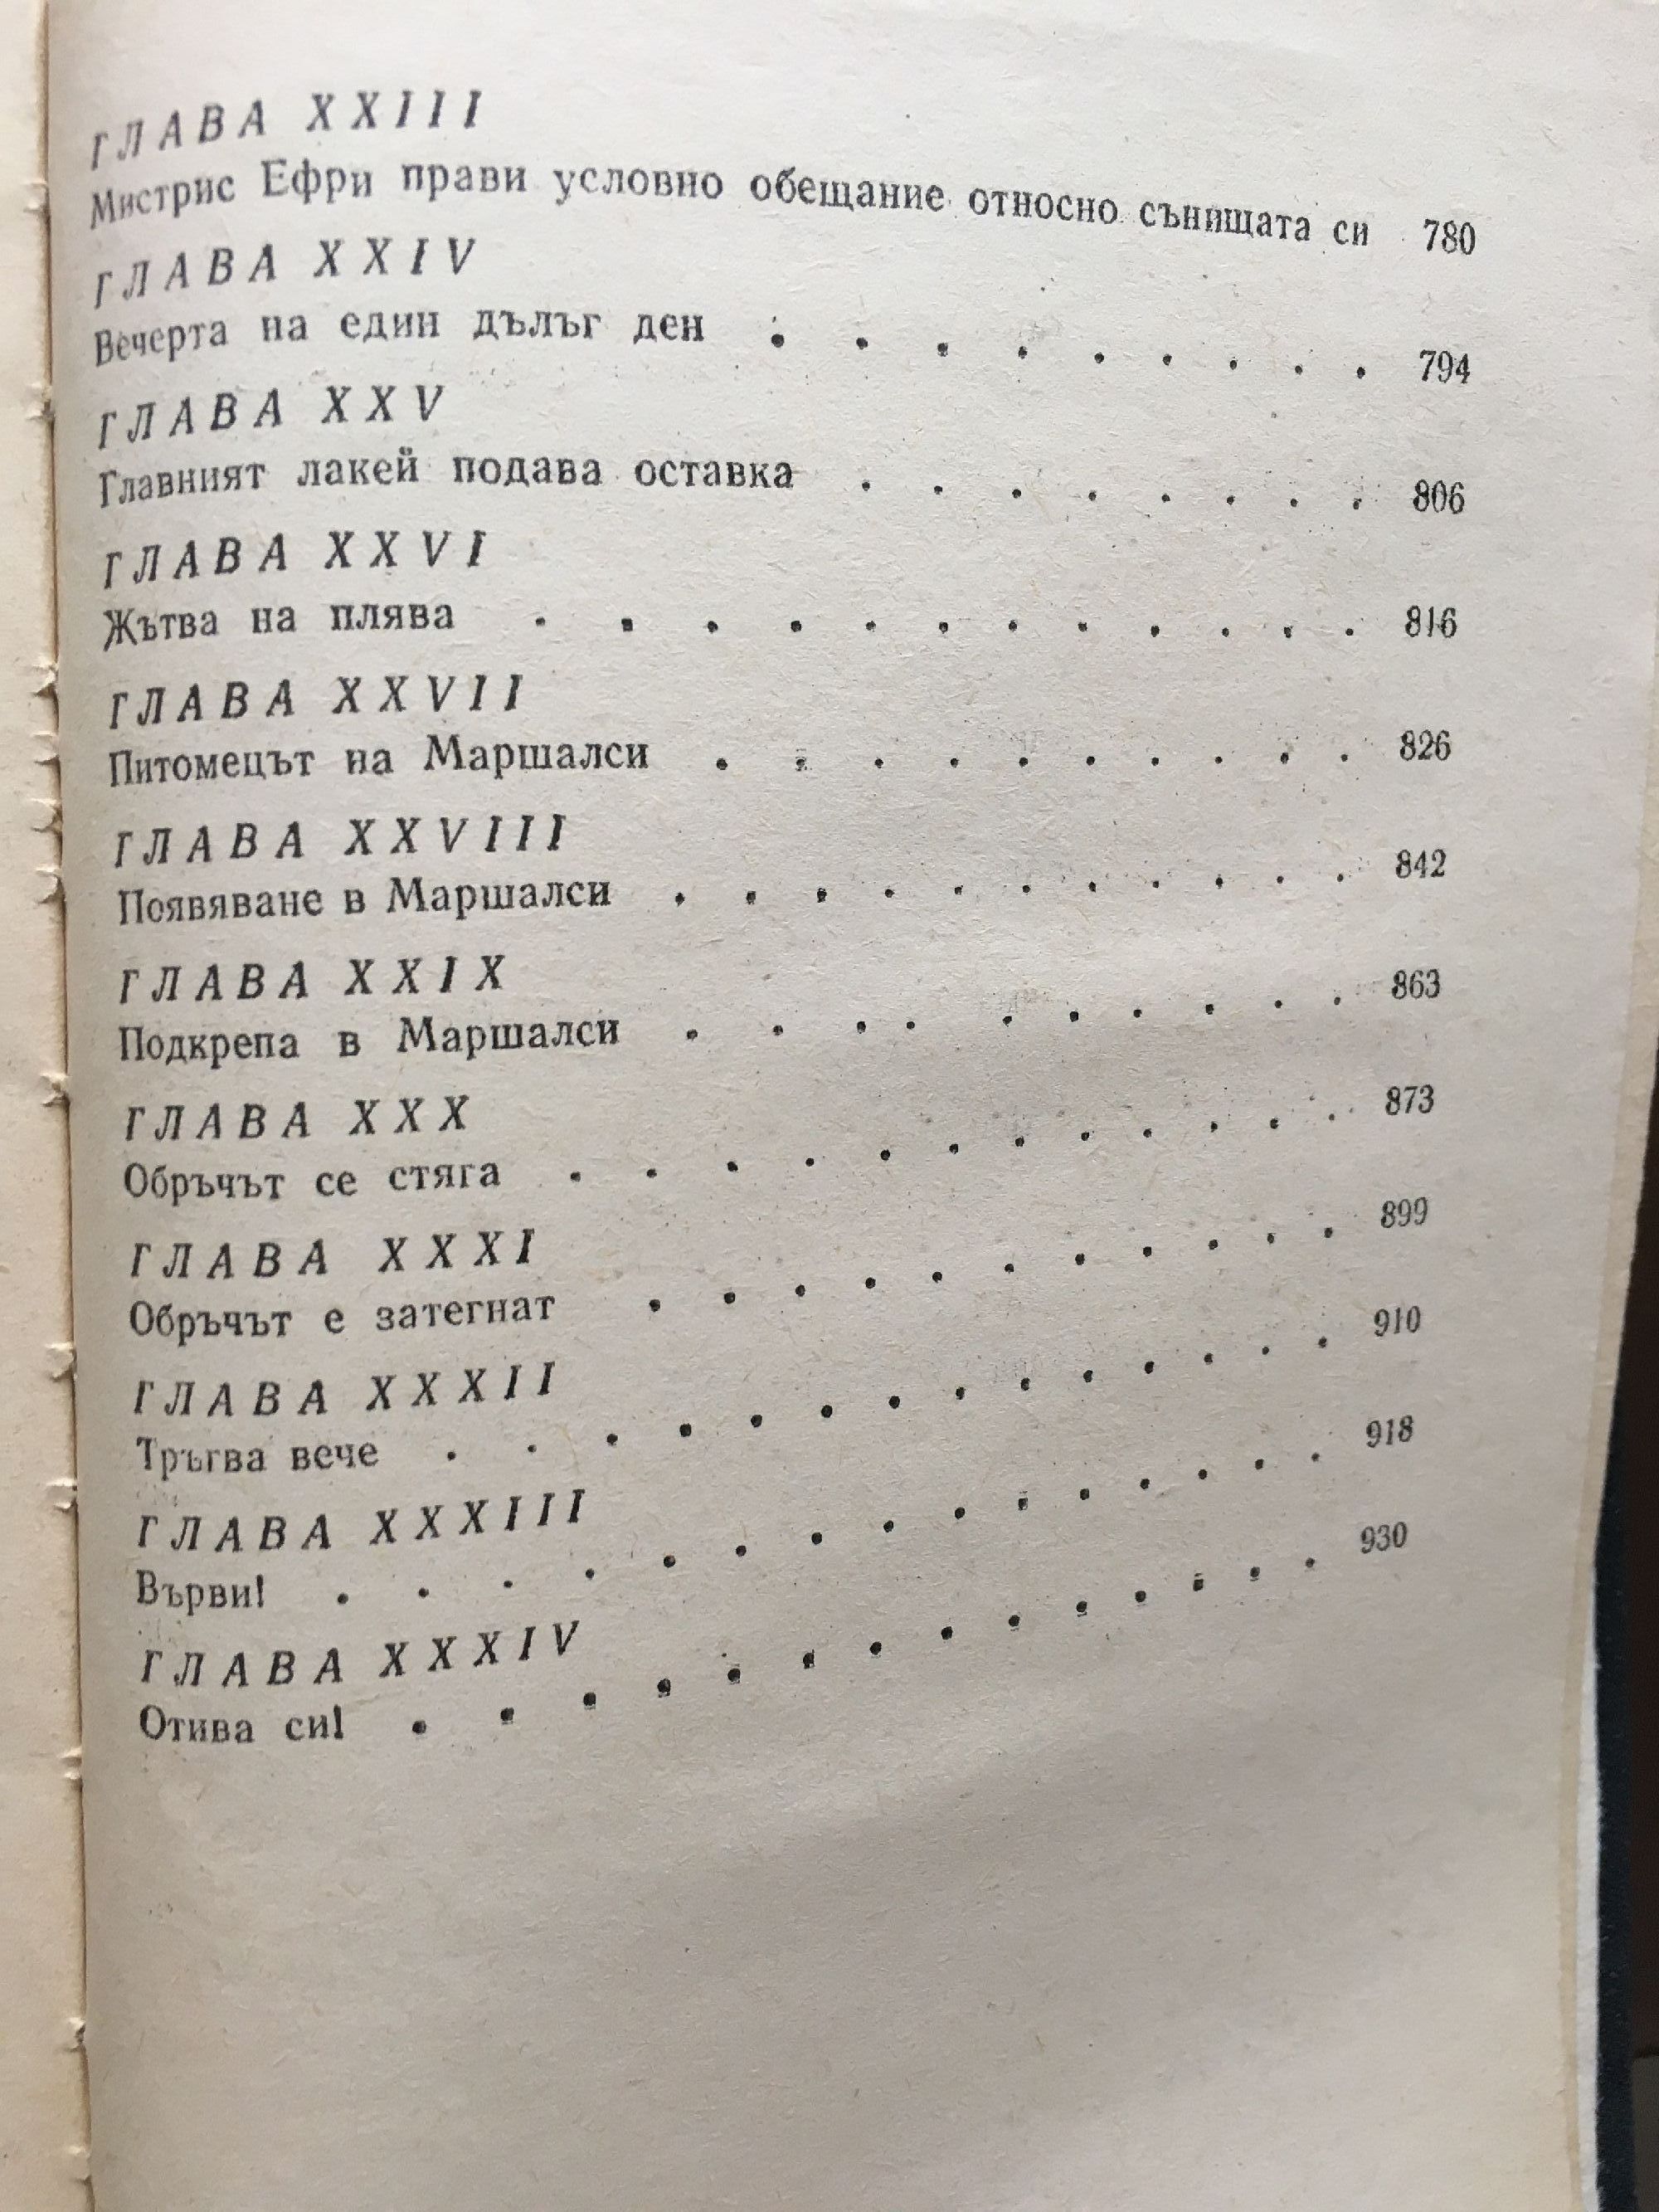 ГЛАВА XXIII
Мистрис Ефри прави условно обещание относно сънищата си 780
ГЛАВА XXIV
Вечерта на един дълъг ден . . . . . . . . . 794
ГЛАВА XXV
Главният лакей подава оставка . . . . . . . . 806
ГЛАВА XXVI
Жътва на плява . . . . . . . . . . . . 816
ГЛАВА XXVII
Питомецът на Маршалси . . . . . . . . . 826
ГЛАВА XXVIII
Появяване в Маршалси . . . . . . . . . . 842
ГЛАВА XXIX
Подкрепа в Маршалси . . . . . . . . . . 863
ГЛАВА XXX
Обръчът се стяга . . . . . . . . . . . 873
ГЛАВА XXXI
Обръчът е затегнат . . . . . . . . . . 899
ГЛАВА XXXII
Тръгва вече . . . . . . . . . . . . . 910
ГЛАВА XXXIII
Върви! . . . . . . . . . . . . . . 918
ГЛАВА XXXIV
Отива си! . . . . . . . . . . . . . 930